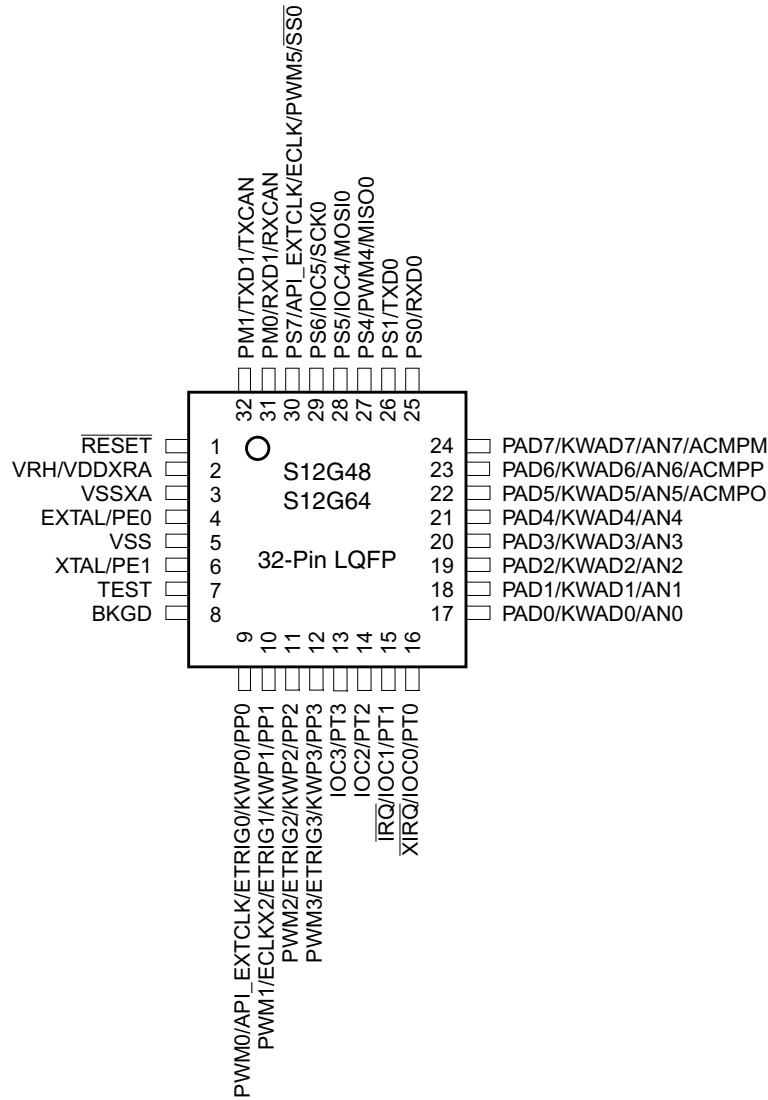 PM1/TXD1/TXCAN
PM0/RXD1/RXCAN
PS7/API_EXTCLK/ECLK/PWM5/S̅S̅0̅
PS6/IOC5/SCK0
PS5/IOC4/MOSI0
PS4/PWM4/MISO0
PS1/TXD0
PS0/RXD0
32
31
30
29
28
27
26
25
R̅E̅S̅E̅T̅ 1
VRH/VDDXRA 2
VSSXA 3
EXTAL/PE0 4
VSS 5
XTAL/PE1 6
TEST 7
BKGD 8
S12G48
S12G64
32-Pin LQFP
24 PAD7/KWAD7/AN7/ACMPM
23 PAD6/KWAD6/AN6/ACMPP
22 PAD5/KWAD5/AN5/ACMPO
21 PAD4/KWAD4/AN4
20 PAD3/KWAD3/AN3
19 PAD2/KWAD2/AN2
18 PAD1/KWAD1/AN1
17 PAD0/KWAD0/AN0
9
10
11
12
13
14
15
16
PWM0/API_EXTCLK/ETRIG0/KWP0/PP0
PWM1/ECLKX2/ETRIG1/KWP1/PP1
PWM2/ETRIG2/KWP2/PP2
PWM3/ETRIG3/KWP3/PP3
IOC3/PT3
IOC2/PT2
I̅R̅Q̅/IOC1/PT1
X̅I̅R̅Q̅/IOC0/PT0